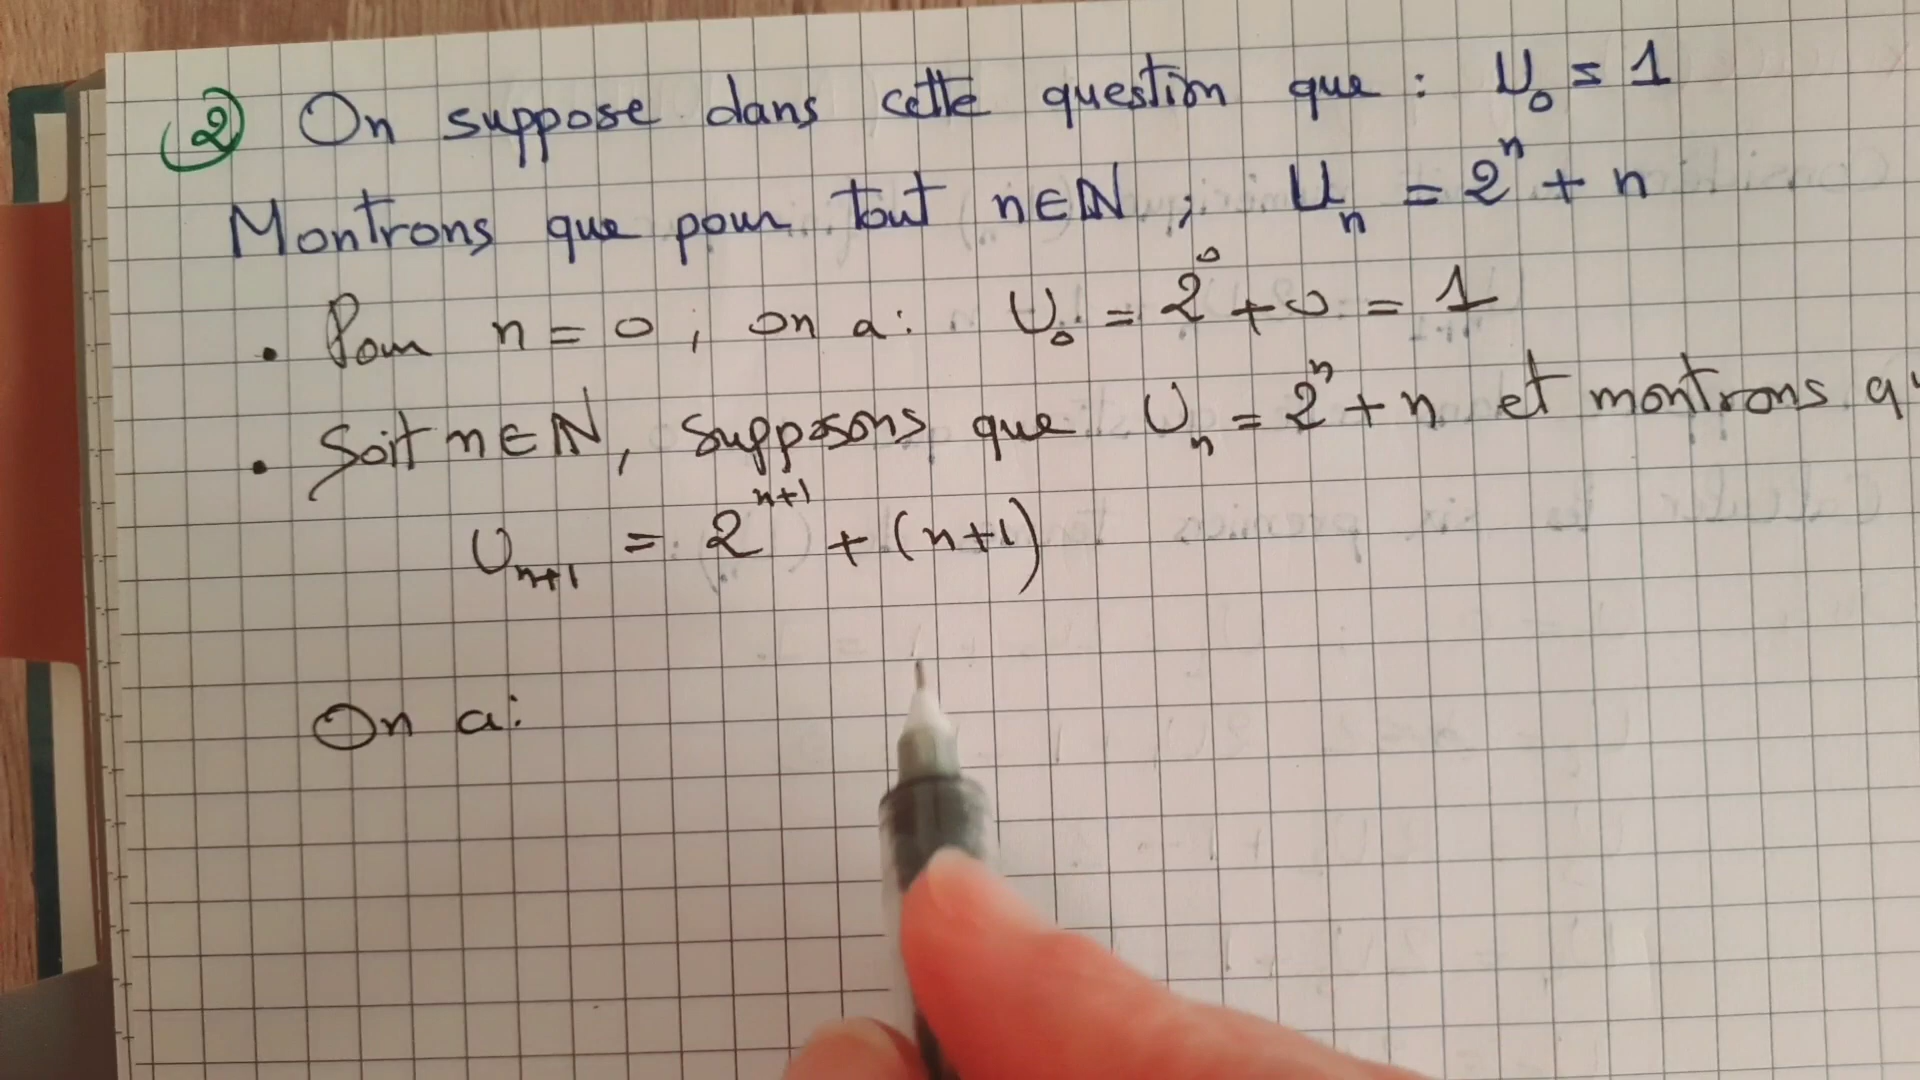 2 On suppose dans cette question que : U₀ = 1
Montrons que pour tout n∈ℕ ; Uₙ = 2ⁿ + n
• Pour n = 0 ; on a : U₀ = 2⁰ + 0 = 1
• Soit n∈ℕ, supposons que Uₙ = 2ⁿ + n et montrons
Uₙ₊₁ = 2ⁿ⁺¹ + (n+1)
On a :